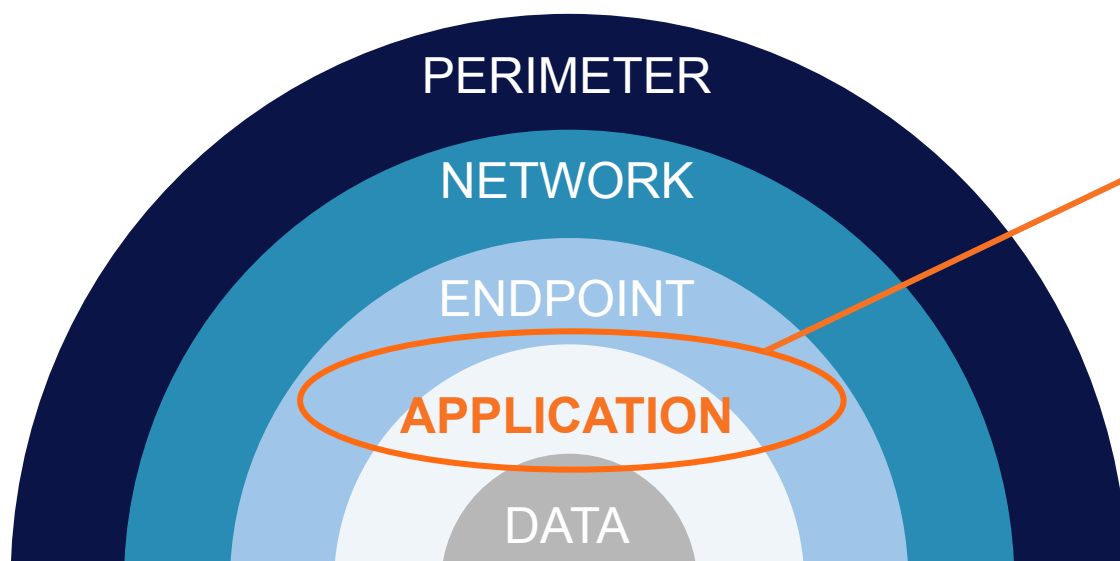 PERIMETER
NETWORK
ENDPOINT
APPLICATION
DATA